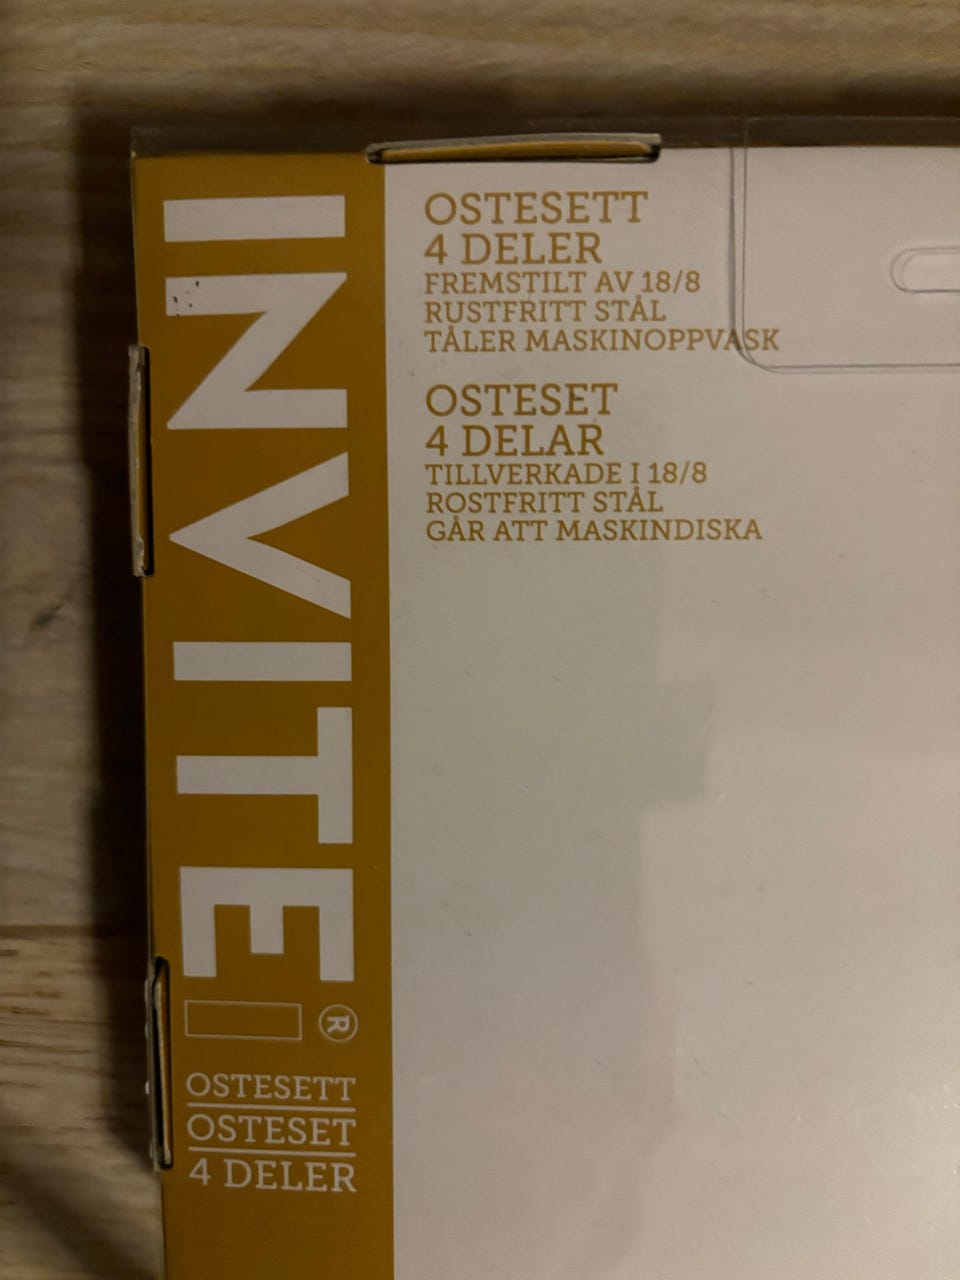 INVITE
®
OSTESETT
OSTESET
4 DELER
OSTESETT
4 DELER
FREMSTILT AV 18/8
RUSTFRITT STÅL
TÅLER MASKINOPPVASK
OSTESET
4 DELAR
TILLVERKADE I 18/8
ROSTFRITT STÅL
GÅR ATT MASKINDISKA